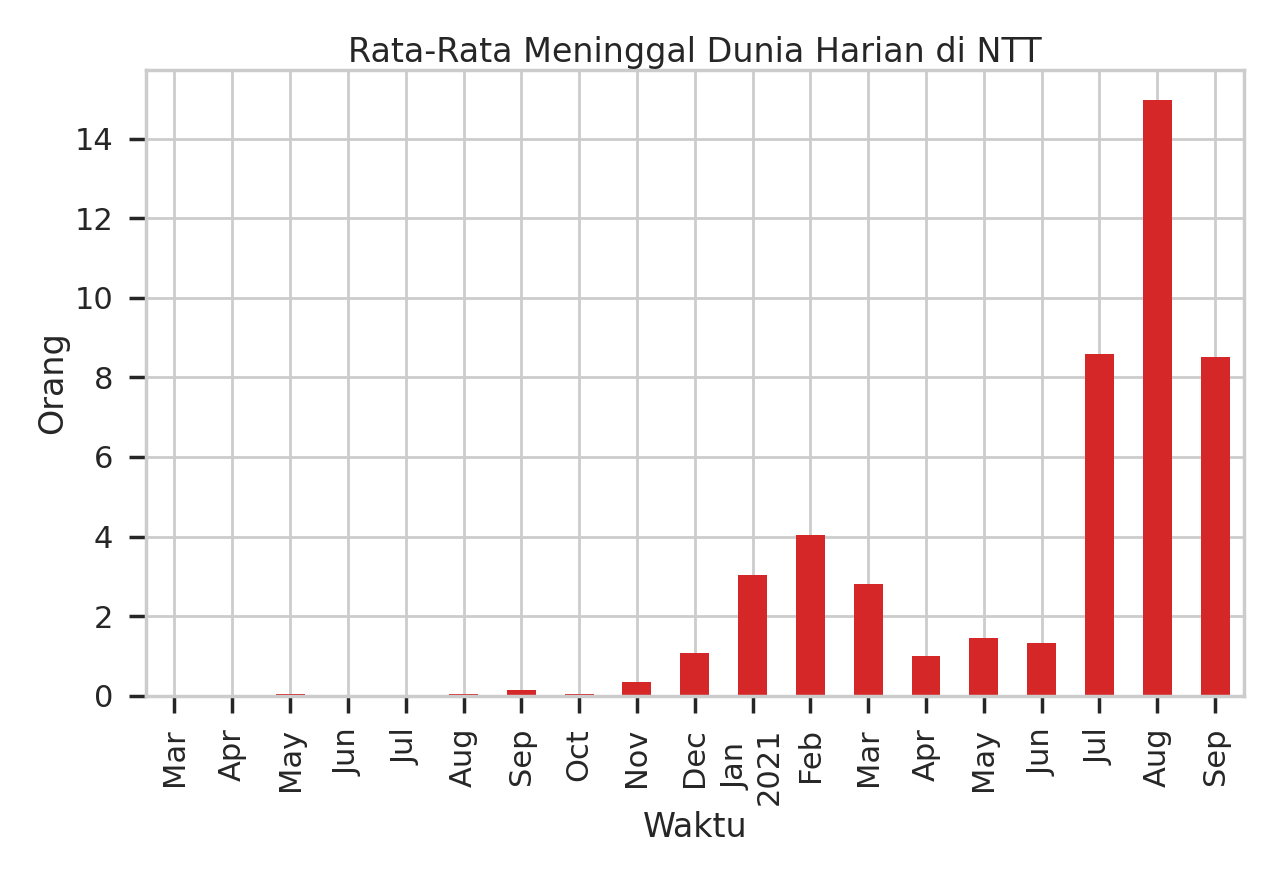 Rata-Rata Meninggal Dunia Harian di NTT
14
12
10
8
6
4
2
0
Orang
Mar
Apr
May
Jun
Jul
Aug
Sep
Oct
Nov
Dec
Jan
2021
Feb
Mar
Apr
May
Jun
Jul
Aug
Sep
Waktu